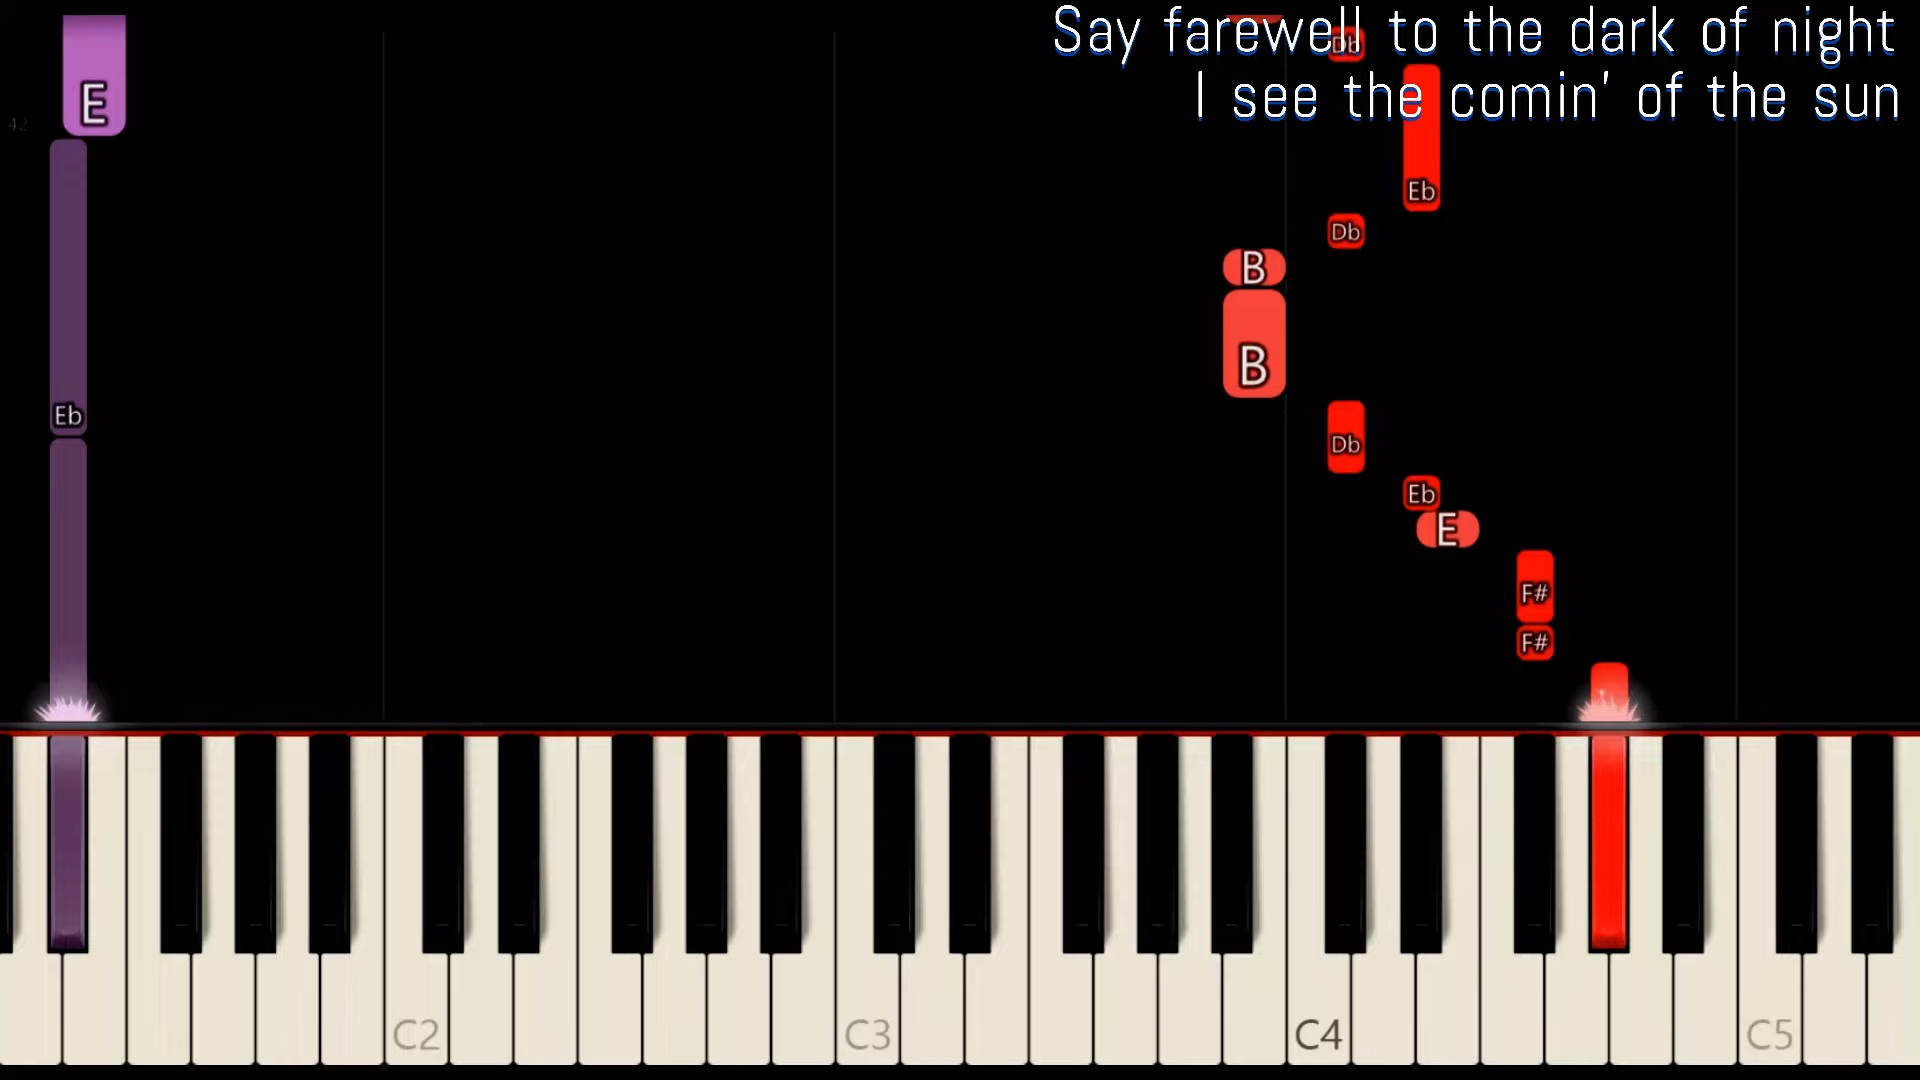 Say farewell to the dark of night
I see the comin' of the sun
E
Db
42
Eb
Db
B
B
Eb
Db
Eb
E
F#
F#
C2
C3
C4
C5